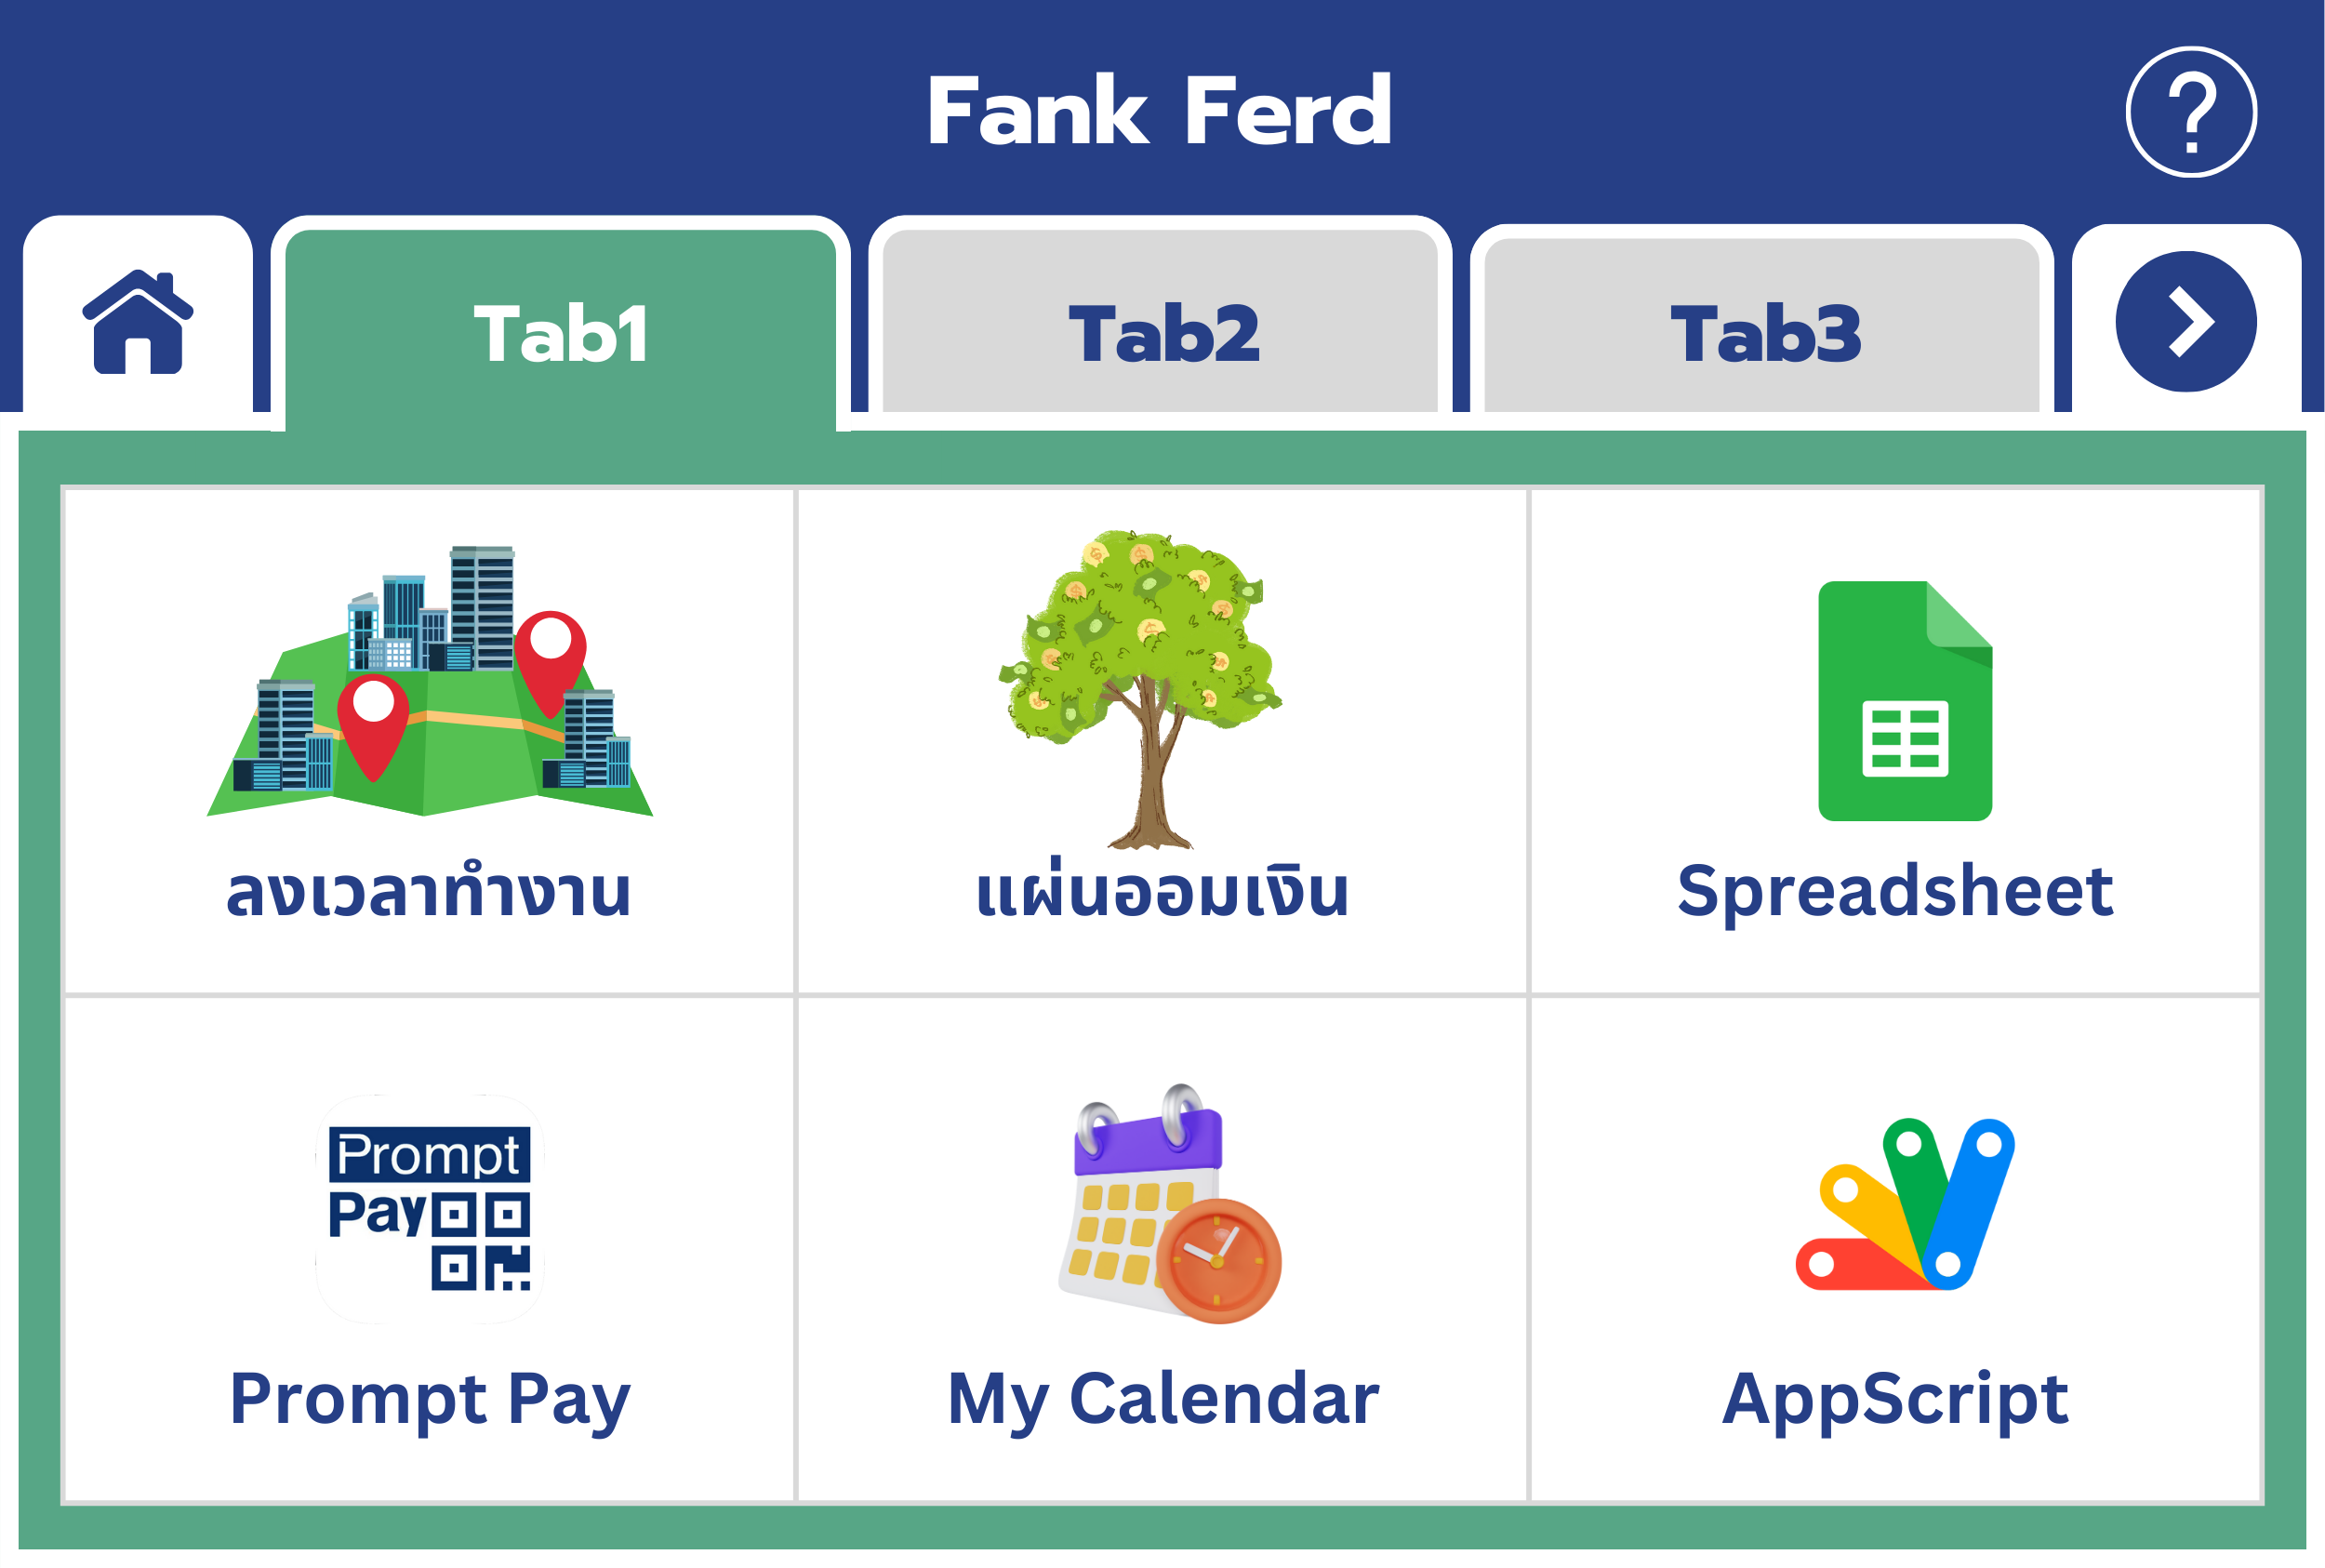 Fank Ferd
?
Tab1
Tab2
Tab3
ลงเวลาทำงาน
แผ่นออมเงิน
Spreadsheet
Prompt
Pay
Prompt Pay
My Calendar
AppScript